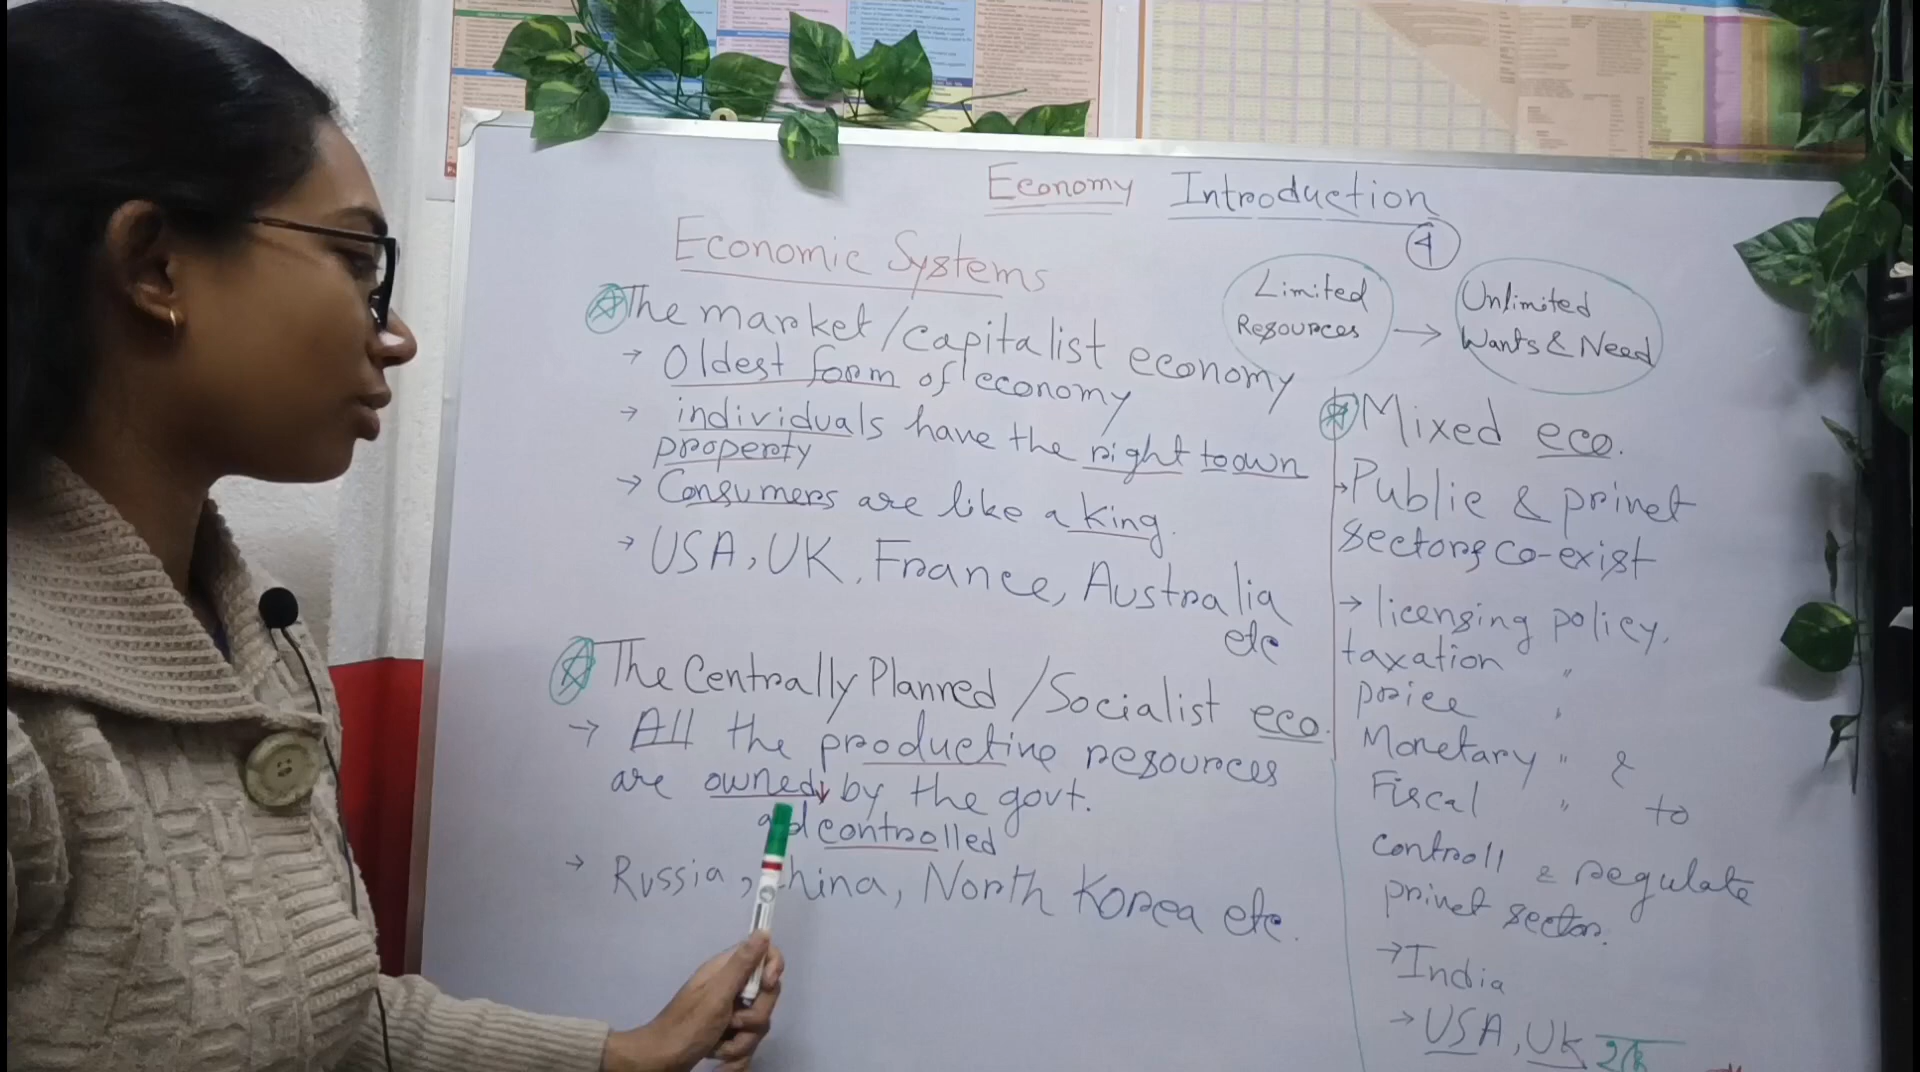 Economy Introduction
4
Economic Systems
Limited
Resources
Unlimited
Wants & Need
The market/capitalist economy
→ Oldest form of economy
→ individuals have the right to own
property
→ Consumers are like a king.
→ USA, UK, France, Australia
etc
The Centrally Planned/Socialist eco.
→ All the productive resources
are owned by the govt.
and controlled
→ Russia, China, North Korea etc.
Mixed eco.
→ Public & privet
sectors co-exist
→ licensing policy,
taxation "
price "
Monetary " &
Fiscal " to
controll & regulate
privet sector.
→ India
→ USA, UK